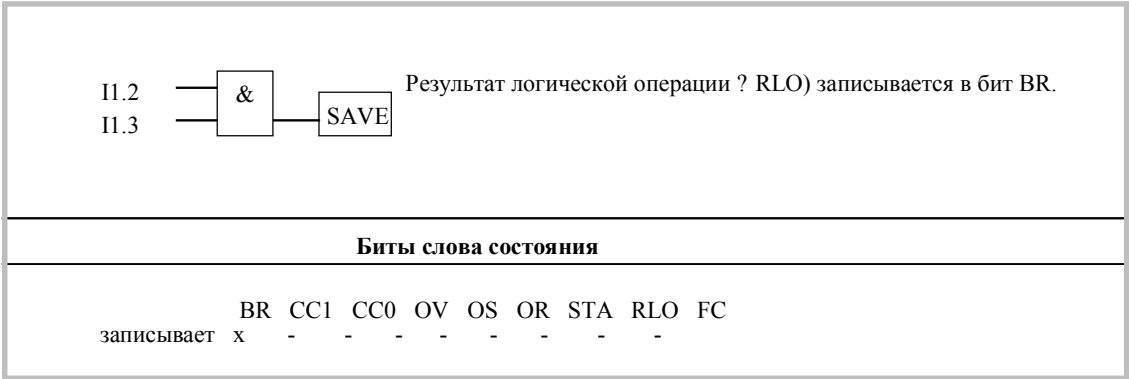 I1.2
&
Результат логической операции ? RLO) записывается в бит BR.
I1.3
SAVE
Биты слова состояния
BR CC1 CC0 OV OS OR STA RLO FC
записывает x - - - - - - - -